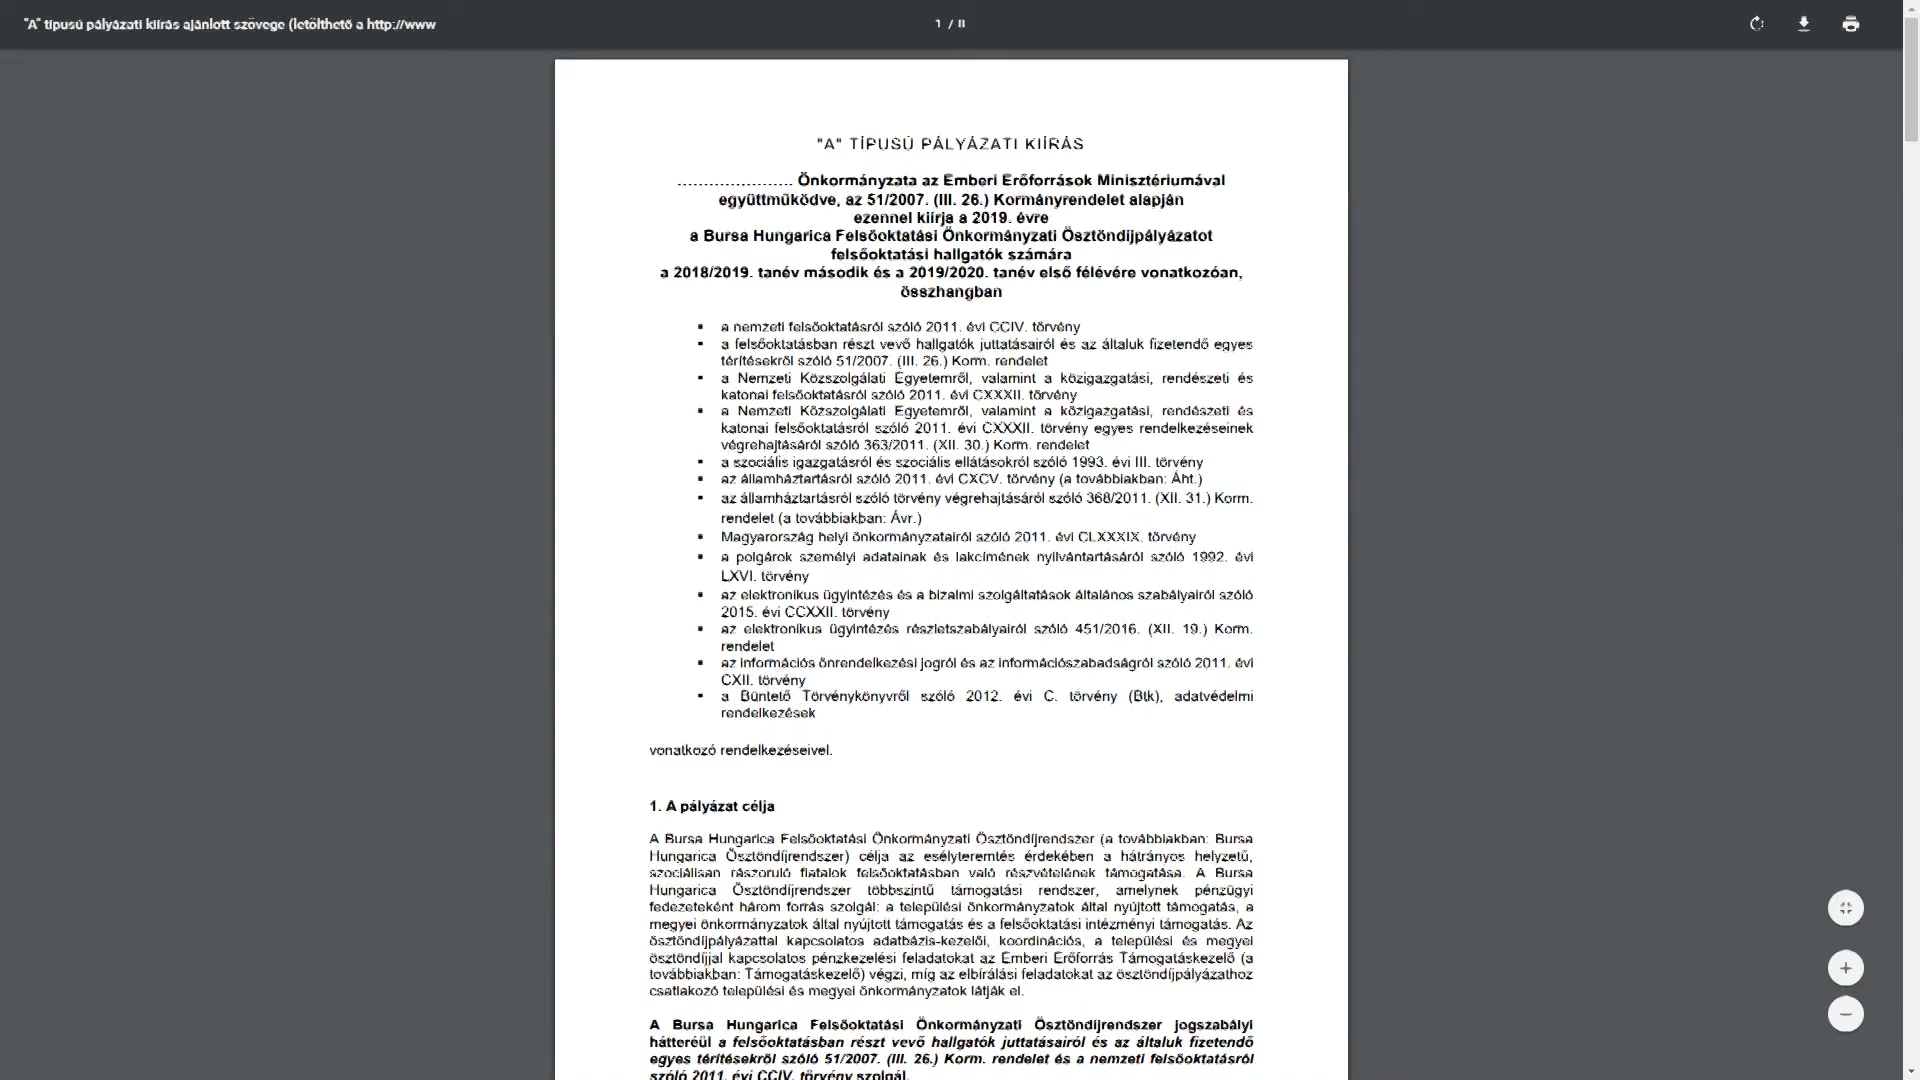 "A" típusú pályázati kiírás ajánlott szövege (letölthető a http://www
1 / 8
"A" TÍPUSÚ PÁLYÁZATI KIÍRÁS
...................... Önkormányzata az Emberi Erőforrások Minisztériumával
együttműködve, az 51/2007. (III. 26.) Kormányrendelet alapján
ezennel kiírja a 2019. évre
a Bursa Hungarica Felsőoktatási Önkormányzati Ösztöndíjpályázatot
felsőoktatási hallgatók számára
a 2018/2019. tanév második és a 2019/2020. tanév első félévére vonatkozóan,
összhangban
▪ a nemzeti felsőoktatásról szóló 2011. évi CCIV. törvény
▪ a felsőoktatásban részt vevő hallgatók juttatásairól és az általuk fizetendő egyes
térítésekről szóló 51/2007. (III. 26.) Korm. rendelet
▪ a Nemzeti Közszolgálati Egyetemről, valamint a közigazgatási, rendészeti és
katonai felsőoktatásról szóló 2011. évi CXXXII. törvény
▪ a Nemzeti Közszolgálati Egyetemről, valamint a közigazgatási, rendészeti és
katonai felsőoktatásról szóló 2011. évi CXXXII. törvény egyes rendelkezéseinek
végrehajtásáról szóló 363/2011. (XII. 30.) Korm. rendelet
▪ a szociális igazgatásról és szociális ellátásokról szóló 1993. évi III. törvény
▪ az államháztartásról szóló 2011. évi CXCV. törvény (a továbbiakban: Áht.)
▪ az államháztartásról szóló törvény végrehajtásáról szóló 368/2011. (XII. 31.) Korm.
rendelet (a továbbiakban: Ávr.)
▪ Magyarország helyi önkormányzatairól szóló 2011. évi CLXXXIX. törvény
▪ a polgárok személyi adatainak és lakcímének nyilvántartásáról szóló 1992. évi
LXVI. törvény
▪ az elektronikus ügyintézés és a bizalmi szolgáltatások általános szabályairól szóló
2015. évi CCXXII. törvény
▪ az elektronikus ügyintézés részletszabályairól szóló 451/2016. (XII. 19.) Korm.
rendelet
▪ az információs önrendelkezési jogról és az információszabadságról szóló 2011. évi
CXII. törvény
▪ a Büntető Törvénykönyvről szóló 2012. évi C. törvény (Btk), adatvédelmi
rendelkezések
vonatkozó rendelkezéseivel.
1. A pályázat célja
A Bursa Hungarica Felsőoktatási Önkormányzati Ösztöndíjrendszer (a továbbiakban: Bursa
Hungarica Ösztöndíjrendszer) célja az esélyteremtés érdekében a hátrányos helyzetű,
szociálisan rászoruló fiatalok felsőoktatásban való részvételének támogatása. A Bursa
Hungarica Ösztöndíjrendszer többszintű támogatási rendszer, amelynek pénzügyi
fedezeteként három forrás szolgál: a települési önkormányzatok által nyújtott támogatás, a
megyei önkormányzatok által nyújtott támogatás és a felsőoktatási intézményi támogatás. Az
ösztöndíjpályázattal kapcsolatos adatbázis-kezelői, koordinációs, a települési és megyei
ösztöndíjjal kapcsolatos pénzkezelési feladatokat az Emberi Erőforrás Támogatáskezelő (a
továbbiakban: Támogatáskezelő) végzi, míg az elbírálási feladatokat az ösztöndíjpályázathoz
csatlakozó települési és megyei önkormányzatok látják el.
A Bursa Hungarica Felsőoktatási Önkormányzati Ösztöndíjrendszer jogszabályi
hátteréül a felsőoktatásban részt vevő hallgatók juttatásairól és az általuk fizetendő
egyes térítésekről szóló 51/2007. (III. 26.) Korm. rendelet és a nemzeti felsőoktatásról
szóló 2011. évi CCIV. törvény szolgál.